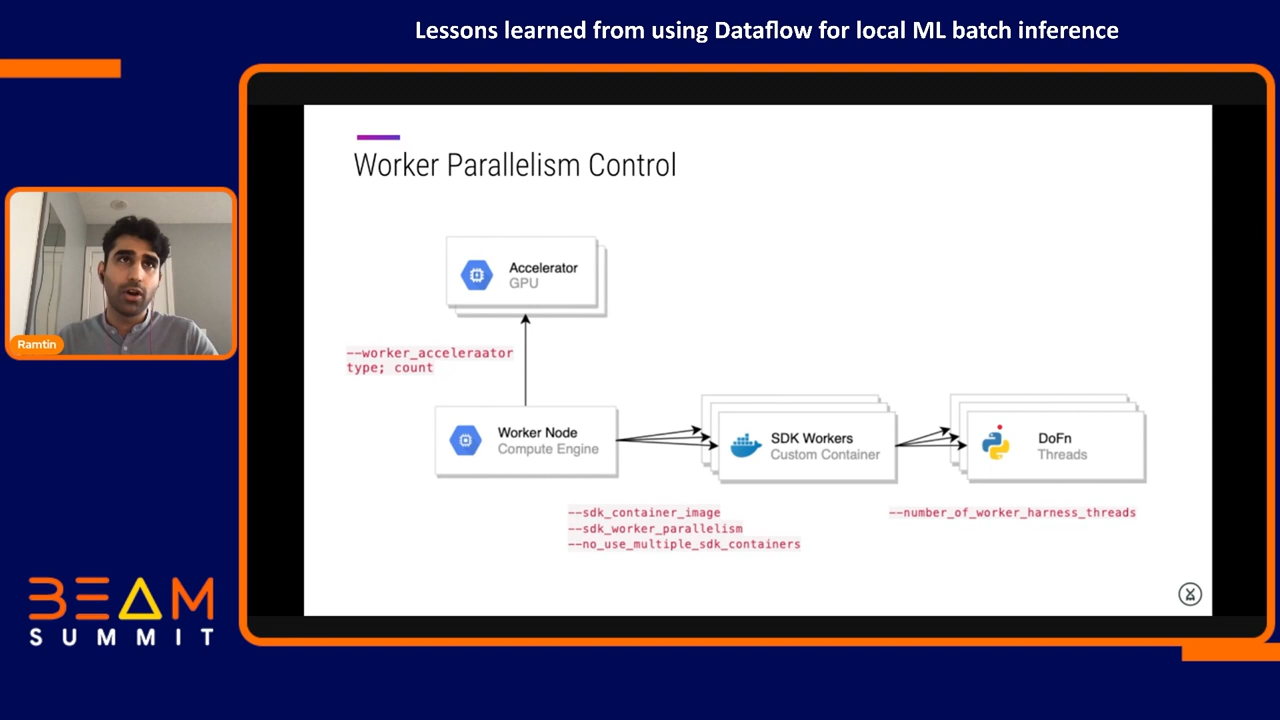 Lessons learned from using Dataflow for local ML batch inference
Worker Parallelism Control
Accelerator
GPU
--worker_acceleraator
type; count
Worker Node
Compute Engine
SDK Workers
Custom Container
DoFn
Threads
--sdk_container_image
--sdk_worker_parallelism
--no_use_multiple_sdk_containers
--number_of_worker_harness_threads
Ramtin
BEAM
SUMMIT